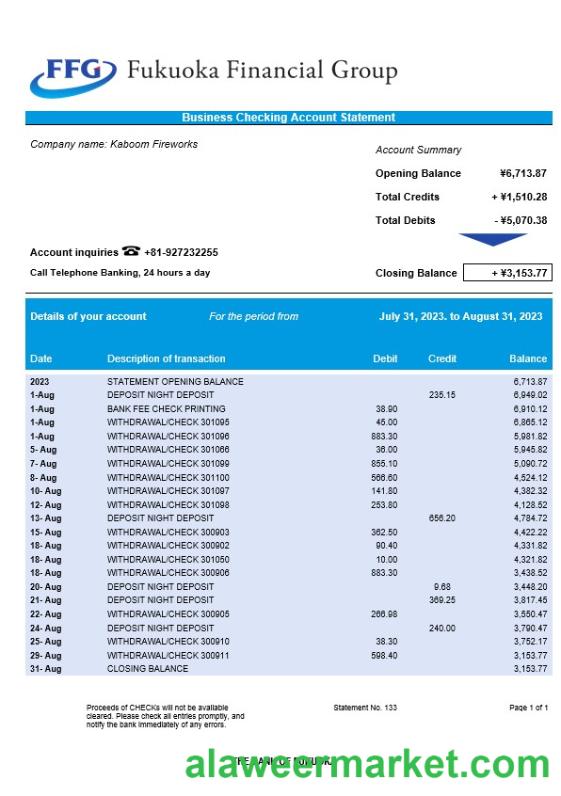 FFG Fukuoka Financial Group
Business Checking Account Statement
Company name: Kaboom Fireworks
Account Summary
Opening Balance ¥6,713.87
Total Credits + ¥1,510.28
Total Debits - ¥5,070.38
Account inquiries ☎ +81-927232255
Call Telephone Banking, 24 hours a day
Closing Balance + ¥3,153.77
Details of your account For the period from July 31, 2023. to August 31, 2023
Date Description of transaction Debit Credit Balance
2023 STATEMENT OPENING BALANCE 6,713.87
1-Aug DEPOSIT NIGHT DEPOSIT 235.15 6,949.02
1-Aug BANK FEE CHECK PRINTING 38.90 6,910.12
1-Aug WITHDRAWAL/CHECK 301095 45.00 6,865.12
1-Aug WITHDRAWAL/CHECK 301096 883.30 5,981.82
5- Aug WITHDRAWAL/CHECK 301066 36.00 5,945.82
7- Aug WITHDRAWAL/CHECK 301099 855.10 5,090.72
8- Aug WITHDRAWAL/CHECK 301100 566.60 4,524.12
10- Aug WITHDRAWAL/CHECK 301097 141.80 4,382.32
12- Aug WITHDRAWAL/CHECK 301098 253.80 4,128.52
13- Aug DEPOSIT NIGHT DEPOSIT 656.20 4,784.72
15- Aug WITHDRAWAL/CHECK 300903 362.50 4,422.22
18- Aug WITHDRAWAL/CHECK 300902 90.40 4,331.82
18- Aug WITHDRAWAL/CHECK 301050 10.00 4,321.82
18- Aug WITHDRAWAL/CHECK 300906 883.30 3,438.52
20- Aug DEPOSIT NIGHT DEPOSIT 9.68 3,448.20
21- Aug DEPOSIT NIGHT DEPOSIT 369.25 3,817.45
22- Aug WITHDRAWAL/CHECK 300905 266.98 3,550.47
24- Aug DEPOSIT NIGHT DEPOSIT 240.00 3,790.47
25- Aug WITHDRAWAL/CHECK 300910 38.30 3,752.17
29- Aug WITHDRAWAL/CHECK 300911 598.40 3,153.77
31- Aug CLOSING BALANCE 3,153.77
Proceeds of CHECKs will not be available Statement No. 133 Page 1 of 1
cleared. Please check all entries promptly, and
notify the bank immediately of any errors.
THE BANK OF FUKUOKA
alaweermarket.com